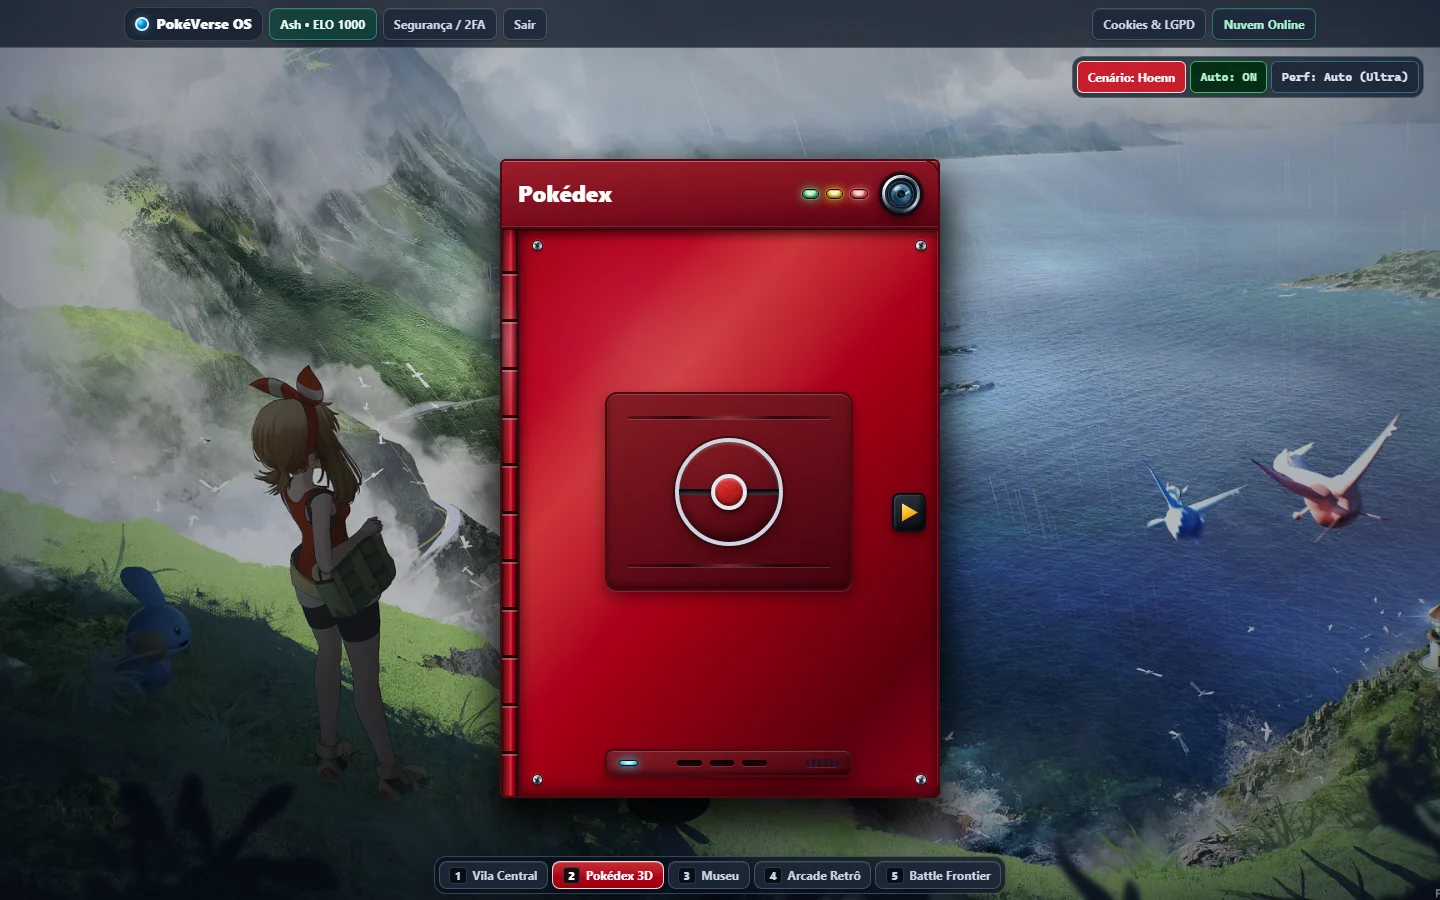 PokéVerse OS
Ash • ELO 1000
Segurança / 2FA
Sair
Cookies & LGPD
Nuvem Online
Cenário: Hoenn
Auto: ON
Perf: Auto (Ultra)
Pokédex
1 Vila Central
2 Pokédex 3D
3 Museu
4 Arcade Retrô
5 Battle Frontier